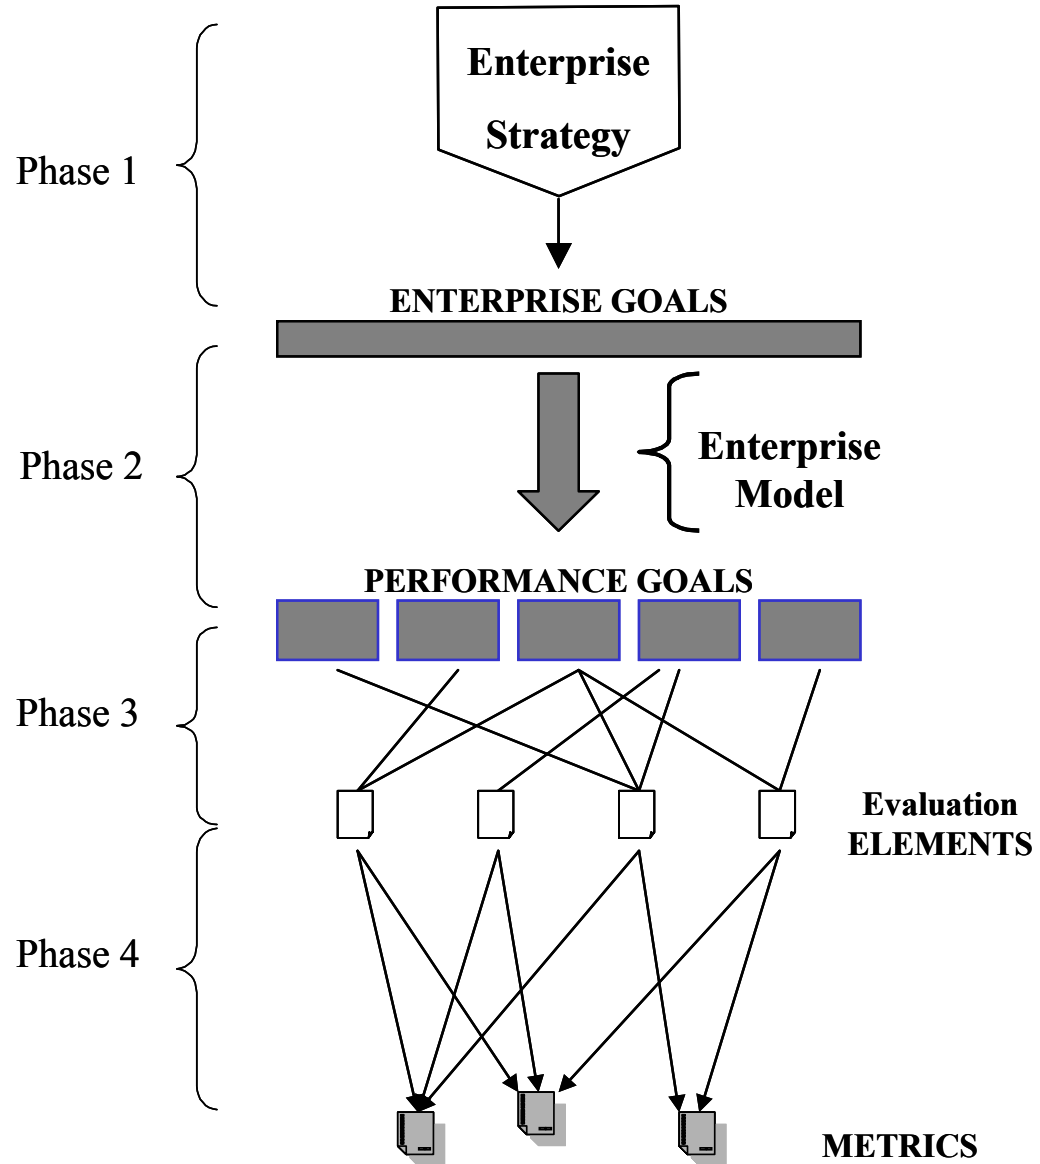 Enterprise
Strategy
Phase 1
ENTERPRISE GOALS
Enterprise
Model
Phase 2
PERFORMANCE GOALS
Phase 3
Evaluation
ELEMENTS
Phase 4
METRICS